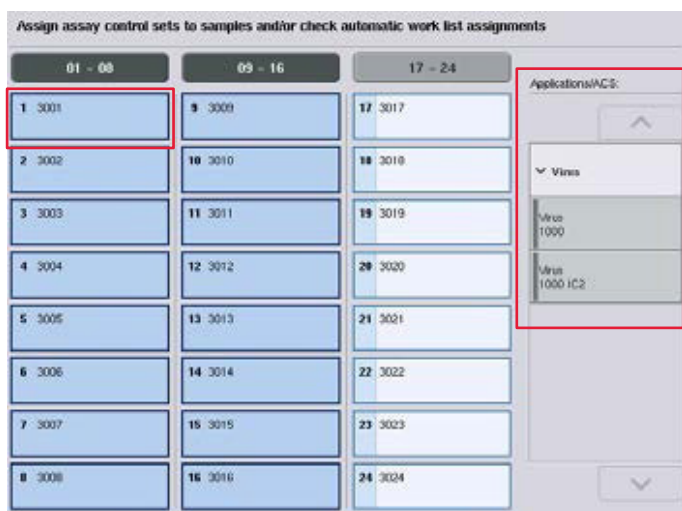 Assign assay control sets to samples and/or check automatic work list assignments
01 - 08
09 - 16
17 - 24
Applications/ACS:
1 3001
9 3009
17 3017
2 3002
10 3010
18 3018
Virus
3 3003
11 3011
19 3019
Virus
1000
4 3004
12 3012
20 3020
Virus
1000 IC2
5 3005
13 3013
21 3021
6 3006
14 3014
22 3022
7 3007
15 3015
23 3023
8 3008
16 3016
24 3024